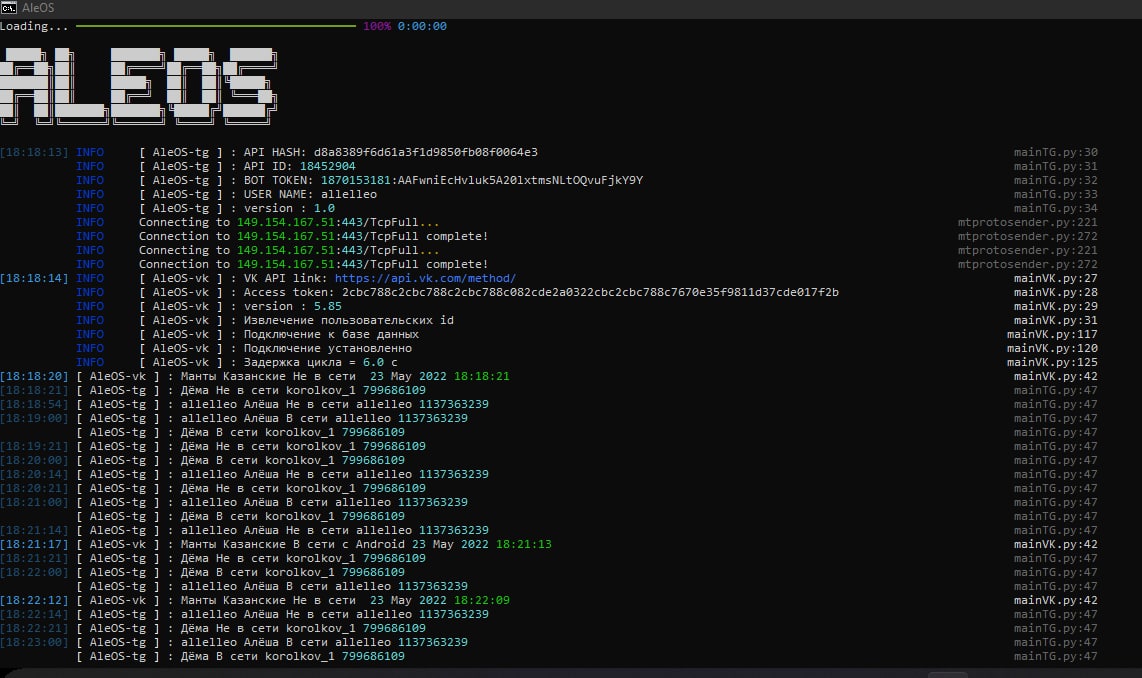 AleOS
Loading... 100% 0:00:00
ALEOS
[18:18:13] INFO [ AleOS-tg ] : API HASH: d8a8389f6d61a3f1d9850fb08f0064e3 mainTG.py:30
INFO [ AleOS-tg ] : API ID: 18452904 mainTG.py:31
INFO [ AleOS-tg ] : BOT TOKEN: 1870153181:AAFwniEcHvluk5A20lxtmsNLtOQvuFjkY9Y mainTG.py:32
INFO [ AleOS-tg ] : USER NAME: allelleo mainTG.py:33
INFO [ AleOS-tg ] : version : 1.0 mainTG.py:34
INFO Connecting to 149.154.167.51:443/TcpFull... mtprotosender.py:221
INFO Connection to 149.154.167.51:443/TcpFull complete! mtprotosender.py:272
INFO Connecting to 149.154.167.51:443/TcpFull... mtprotosender.py:221
INFO Connection to 149.154.167.51:443/TcpFull complete! mtprotosender.py:272
[18:18:14] INFO [ AleOS-vk ] : VK API link: https://api.vk.com/method/ mainVK.py:27
INFO [ AleOS-vk ] : Access token: 2cbc788c2cbc788c2cbc788c082cde2a0322cbc2cbc788c7670e35f9811d37cde017f2b mainVK.py:28
INFO [ AleOS-vk ] : version : 5.85 mainVK.py:29
INFO [ AleOS-vk ] : Извлечение пользовательских id mainVK.py:31
INFO [ AleOS-vk ] : Подключение к базе данных mainVK.py:117
INFO [ AleOS-vk ] : Подключение установленно mainVK.py:120
INFO [ AleOS-vk ] : Задержка цикла = 6.0 с mainVK.py:125
[18:18:20] [ AleOS-vk ] : Манты Казанские Не в сети 23 May 2022 18:18:21 mainVK.py:42
[18:18:21] [ AleOS-tg ] : Дёма Не в сети korolkov_1 799686109 mainTG.py:47
[18:18:54] [ AleOS-tg ] : allelleo Алёша Не в сети allelleo 1137363239 mainTG.py:47
[18:19:00] [ AleOS-tg ] : allelleo Алёша В сети allelleo 1137363239 mainTG.py:47
[ AleOS-tg ] : Дёма В сети korolkov_1 799686109 mainTG.py:47
[18:19:21] [ AleOS-tg ] : Дёма Не в сети korolkov_1 799686109 mainTG.py:47
[18:20:00] [ AleOS-tg ] : Дёма В сети korolkov_1 799686109 mainTG.py:47
[18:20:14] [ AleOS-tg ] : allelleo Алёша Не в сети allelleo 1137363239 mainTG.py:47
[18:20:21] [ AleOS-tg ] : Дёма Не в сети korolkov_1 799686109 mainTG.py:47
[18:21:00] [ AleOS-tg ] : allelleo Алёша В сети allelleo 1137363239 mainTG.py:47
[ AleOS-tg ] : Дёма В сети korolkov_1 799686109 mainTG.py:47
[18:21:14] [ AleOS-tg ] : allelleo Алёша Не в сети allelleo 1137363239 mainTG.py:47
[18:21:17] [ AleOS-vk ] : Манты Казанские В сети с Android 23 May 2022 18:21:13 mainVK.py:42
[18:21:21] [ AleOS-tg ] : Дёма Не в сети korolkov_1 799686109 mainTG.py:47
[18:22:00] [ AleOS-tg ] : Дёма В сети korolkov_1 799686109 mainTG.py:47
[ AleOS-tg ] : allelleo Алёша В сети allelleo 1137363239 mainTG.py:47
[18:22:12] [ AleOS-vk ] : Манты Казанские Не в сети 23 May 2022 18:22:09 mainVK.py:42
[18:22:14] [ AleOS-tg ] : allelleo Алёша Не в сети allelleo 1137363239 mainTG.py:47
[18:22:21] [ AleOS-tg ] : Дёма Не в сети korolkov_1 799686109 mainTG.py:47
[18:23:00] [ AleOS-tg ] : allelleo Алёша В сети allelleo 1137363239 mainTG.py:47
[ AleOS-tg ] : Дёма В сети korolkov_1 799686109 mainTG.py:47